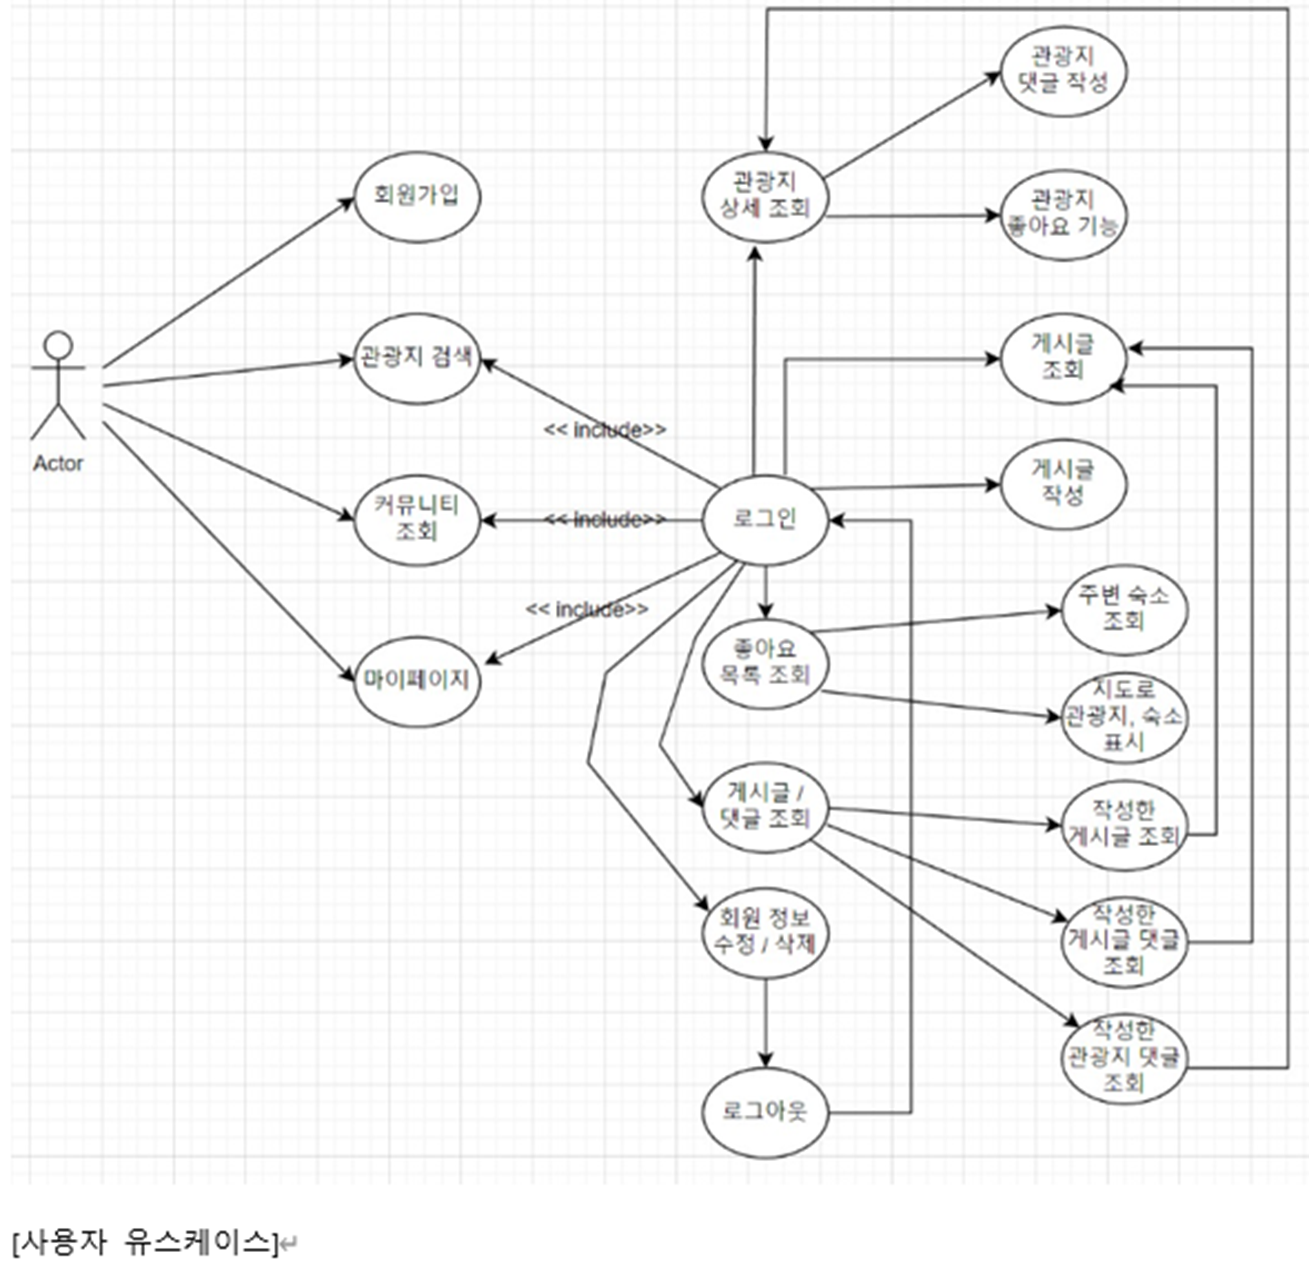 관광지
댓글 작성
회원가입
관광지
상세 조회
관광지
좋아요 기능
관광지 검색
게시글
조회
<< include>>
Actor
커뮤니티
조회
<< include>>
로그인
게시글
작성
<< include>>
주변 숙소
조회
마이페이지
좋아요
목록 조회
지도로
관광지, 숙소
표시
게시글 /
댓글 조회
작성한
게시글 조회
회원 정보
수정 / 삭제
작성한
게시글 댓글
조회
작성한
관광지 댓글
조회
로그아웃
[사용자 유스케이스]↵